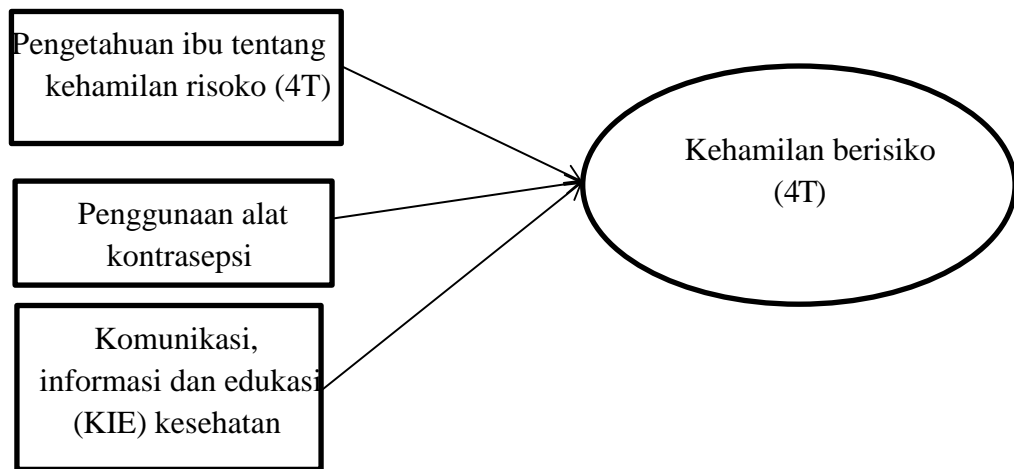 Pengetahuan ibu tentang
kehamilan risoko (4T)
Penggunaan alat
kontrasepsi
Komunikasi,
informasi dan edukasi
(KIE) kesehatan
Kehamilan berisiko
(4T)